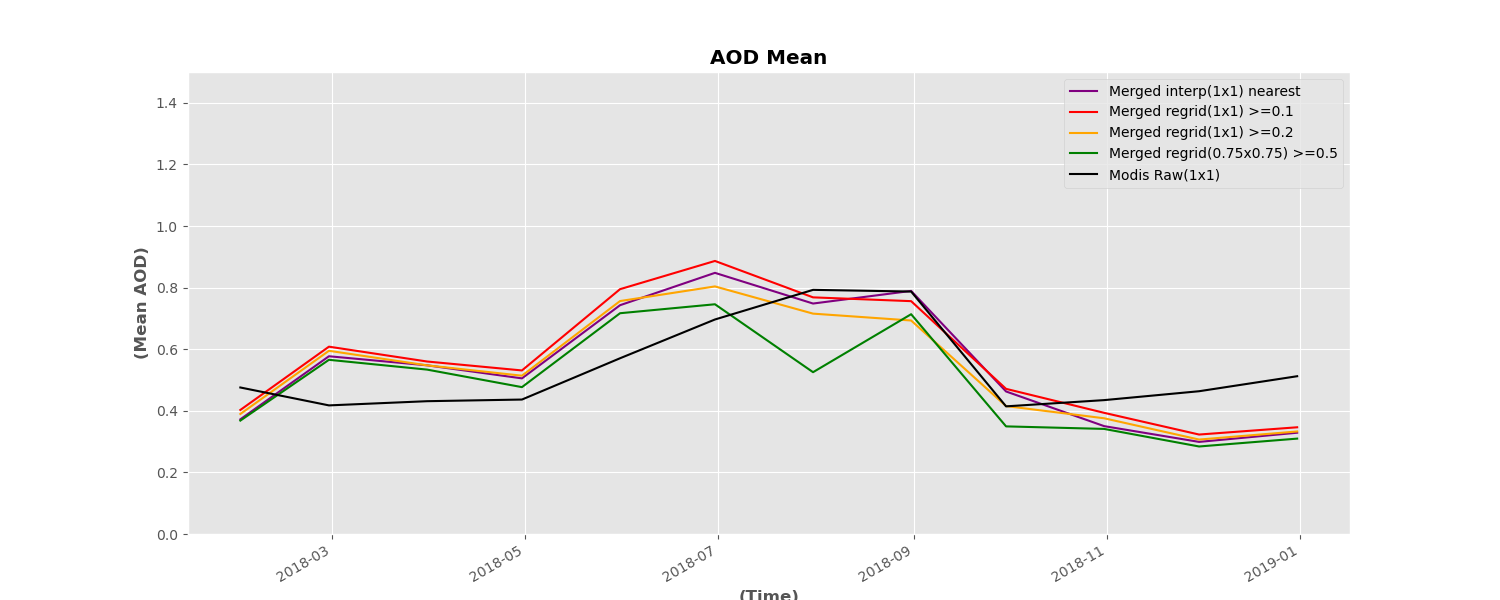 AOD Mean
Merged interp(1x1) nearest
Merged regrid(1x1) >=0.1
Merged regrid(1x1) >=0.2
Merged regrid(0.75x0.75) >=0.5
Modis Raw(1x1)
(Mean AOD)
1.4
1.2
1.0
0.8
0.6
0.4
0.2
0.0
2018-03
2018-05
2018-07
2018-09
2018-11
2019-01
(Time)